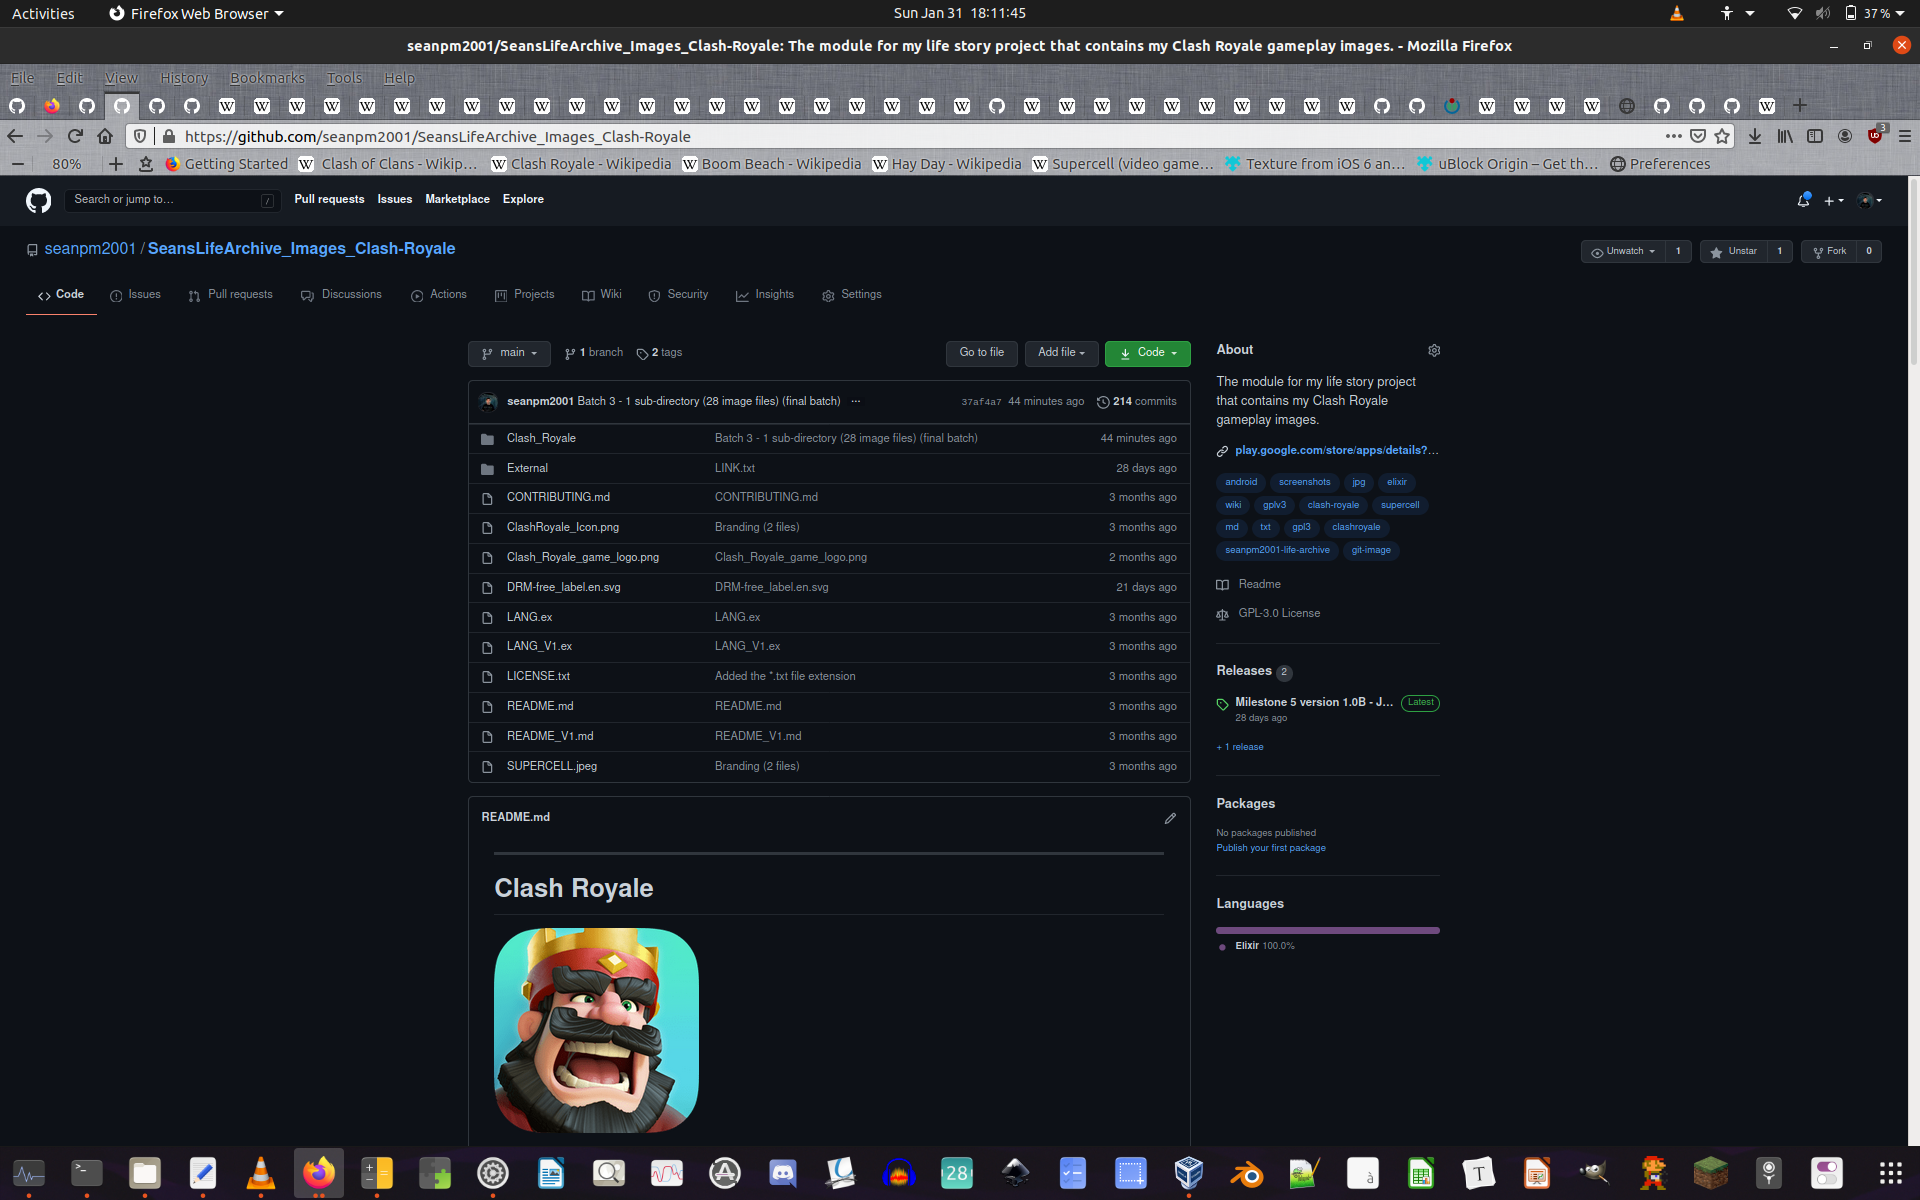 Activities Firefox Web Browser Sun Jan 31 18:11:45 37 %
seanpm2001/SeansLifeArchive_Images_Clash-Royale: The module for my life story project that contains my Clash Royale gameplay images. - Mozilla Firefox
File Edit View History Bookmarks Tools Help
https://github.com/seanpm2001/SeansLifeArchive_Images_Clash-Royale 3
80% Getting Started Clash of Clans - Wikip… Clash Royale - Wikipedia Boom Beach - Wikipedia Hay Day - Wikipedia Supercell (video game… Texture from iOS 6 an… uBlock Origin – Get th… Preferences
Search or jump to… / Pull requests Issues Marketplace Explore
seanpm2001 / SeansLifeArchive_Images_Clash-Royale Unwatch 1 Unstar 1 Fork 0
Code Issues Pull requests Discussions Actions Projects Wiki Security Insights Settings
main 1 branch 2 tags Go to file Add file Code
seanpm2001 Batch 3 - 1 sub-directory (28 image files) (final batch) ... 37af4a7 44 minutes ago 214 commits
Clash_Royale Batch 3 - 1 sub-directory (28 image files) (final batch) 44 minutes ago
External LINK.txt 28 days ago
CONTRIBUTING.md CONTRIBUTING.md 3 months ago
ClashRoyale_Icon.png Branding (2 files) 3 months ago
Clash_Royale_game_logo.png Clash_Royale_game_logo.png 2 months ago
DRM-free_label.en.svg DRM-free_label.en.svg 21 days ago
LANG.ex LANG.ex 3 months ago
LANG_V1.ex LANG_V1.ex 3 months ago
LICENSE.txt Added the *.txt file extension 3 months ago
README.md README.md 3 months ago
README_V1.md README_V1.md 3 months ago
SUPERCELL.jpeg Branding (2 files) 3 months ago
README.md
Clash Royale
About
The module for my life story project
that contains my Clash Royale
gameplay images.
play.google.com/store/apps/details?…
android screenshots jpg elixir
wiki gplv3 clash-royale supercell
md txt gpl3 clashroyale
seanpm2001-life-archive git-image
Readme
GPL-3.0 License
Releases 2
Milestone 5 version 1.0B - J… Latest
28 days ago
+ 1 release
Packages
No packages published
Publish your first package
Languages
Elixir 100.0%
28